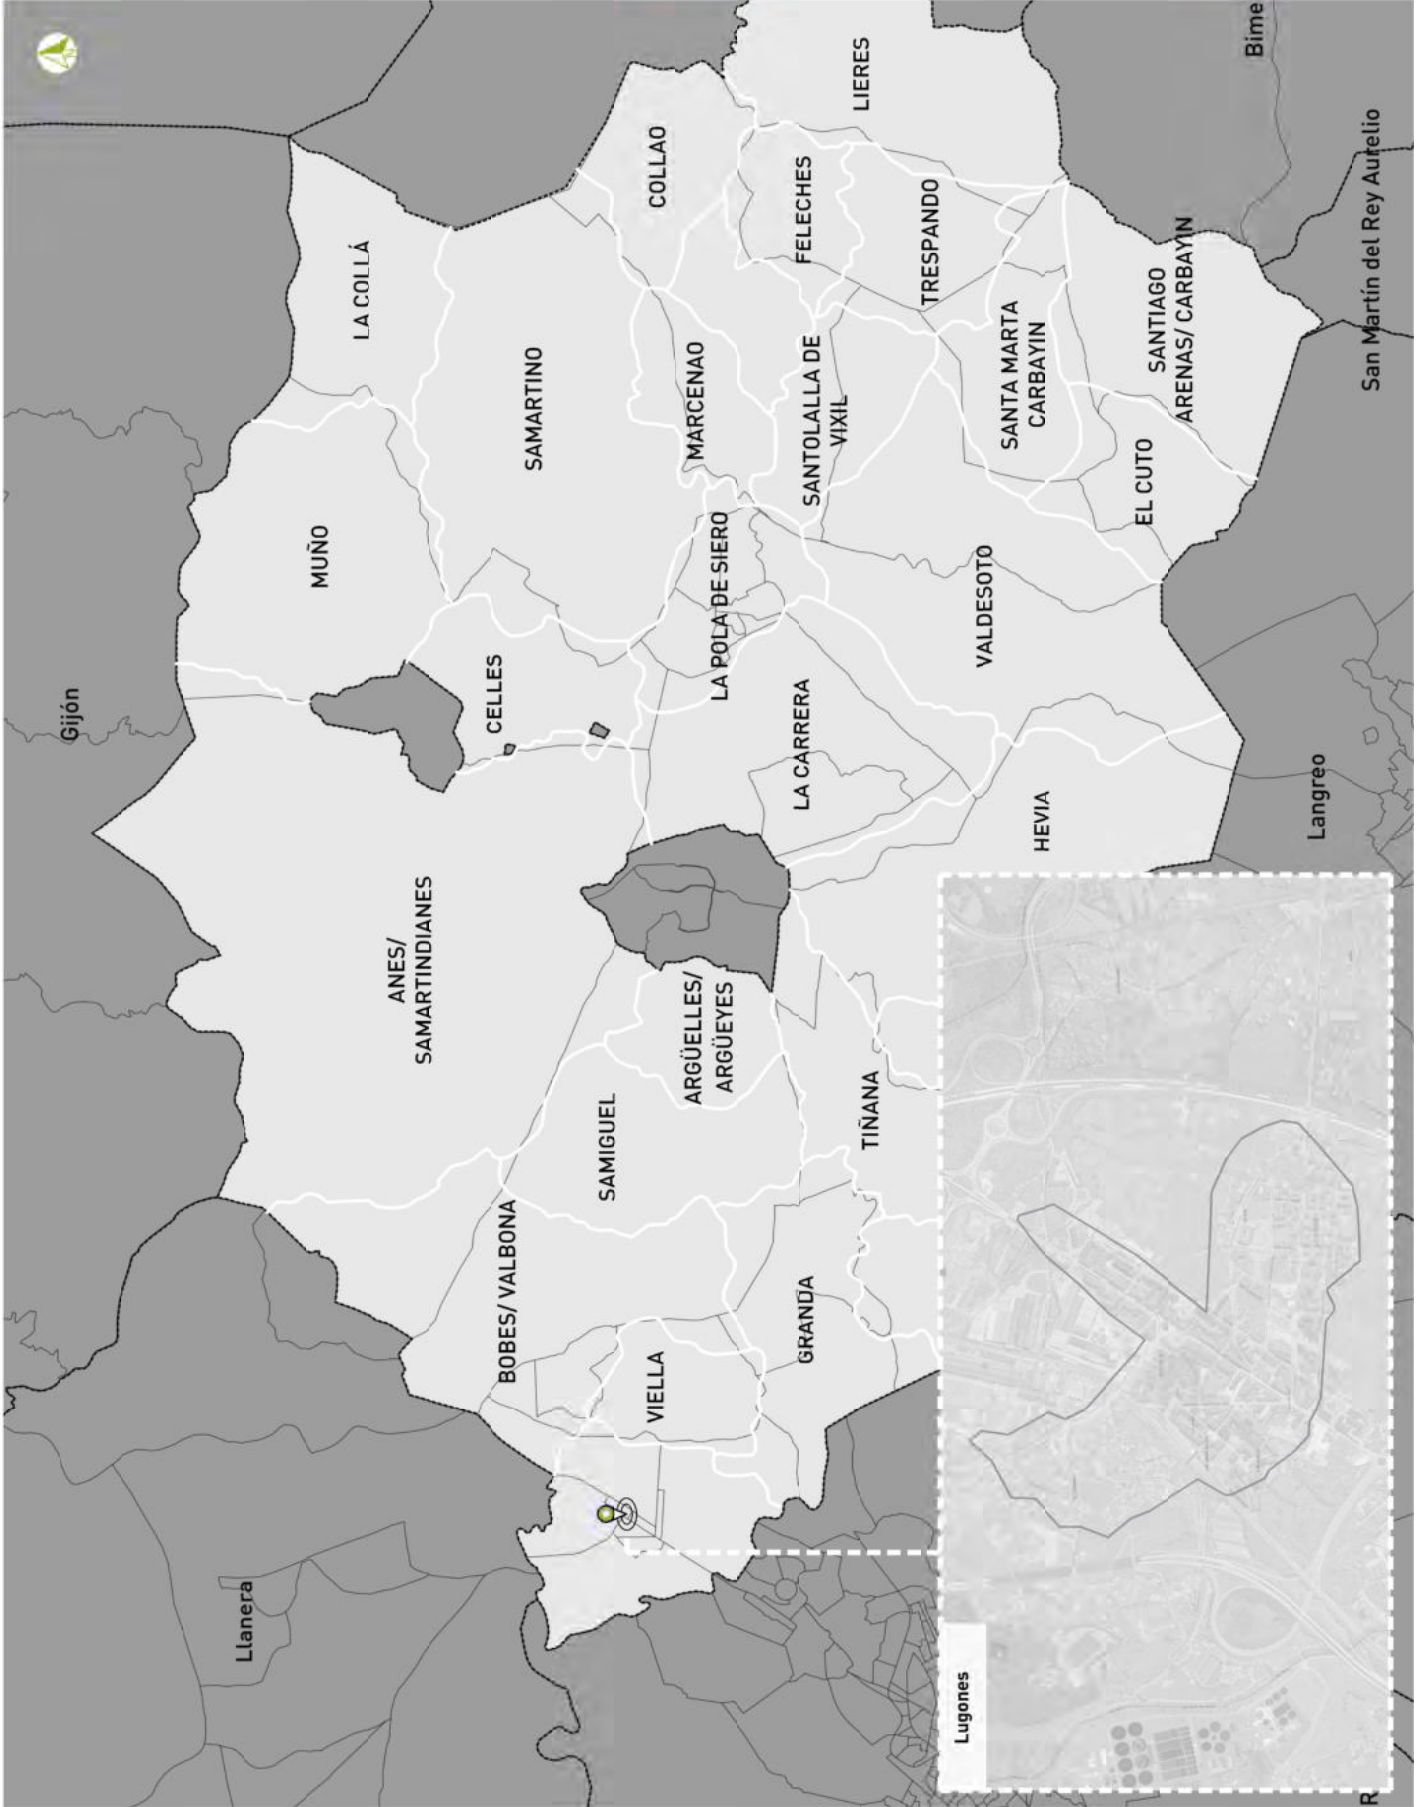 Gijón
Llanera
MUÑO
LA COLLÁ
ANES/
SAMARTINDIANES
CELLES
BOBES/ VALBONA
SAMARTINO
SAMIGUEL
VIELLA
COLLAO
ARGÜELLES/
ARGÜEYES
MARCENAO
LA POLA DE SIERO
GRANDA
LA CARRERA
SANTOLALLA DE
VIXIL
FELECHES
TIÑANA
LIERES
TRESPANDO
Lugones
VALDESOTO
SANTA MARTA
CARBAYIN
HEVIA
EL CUTO
SANTIAGO
ARENAS/ CARBAYIN
Bime
Langreo
San Martín del Rey Aurelio
R